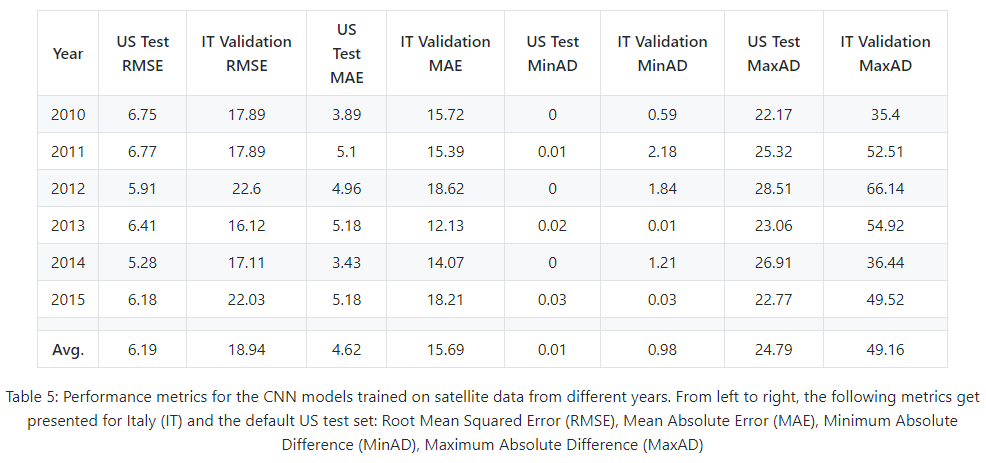 Year US Test RMSE IT Validation RMSE US Test MAE IT Validation MAE US Test MinAD IT Validation MinAD US Test MaxAD IT Validation MaxAD
2010 6.75 17.89 3.89 15.72 0 0.59 22.17 35.4
2011 6.77 17.89 5.1 15.39 0.01 2.18 25.32 52.51
2012 5.91 22.6 4.96 18.62 0 1.84 28.51 66.14
2013 6.41 16.12 5.18 12.13 0.02 0.01 23.06 54.92
2014 5.28 17.11 3.43 14.07 0 1.21 26.91 36.44
2015 6.18 22.03 5.18 18.21 0.03 0.03 22.77 49.52
Avg. 6.19 18.94 4.62 15.69 0.01 0.98 24.79 49.16
Table 5: Performance metrics for the CNN models trained on satellite data from different years. From left to right, the following metrics get
presented for Italy (IT) and the default US test set: Root Mean Squared Error (RMSE), Mean Absolute Error (MAE), Minimum Absolute
Difference (MinAD), Maximum Absolute Difference (MaxAD)